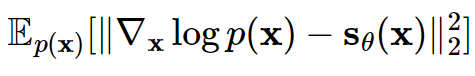 𝔼_{p(𝐱)}[‖∇_𝐱 log p(𝐱) − 𝐬_θ(𝐱)‖₂²]